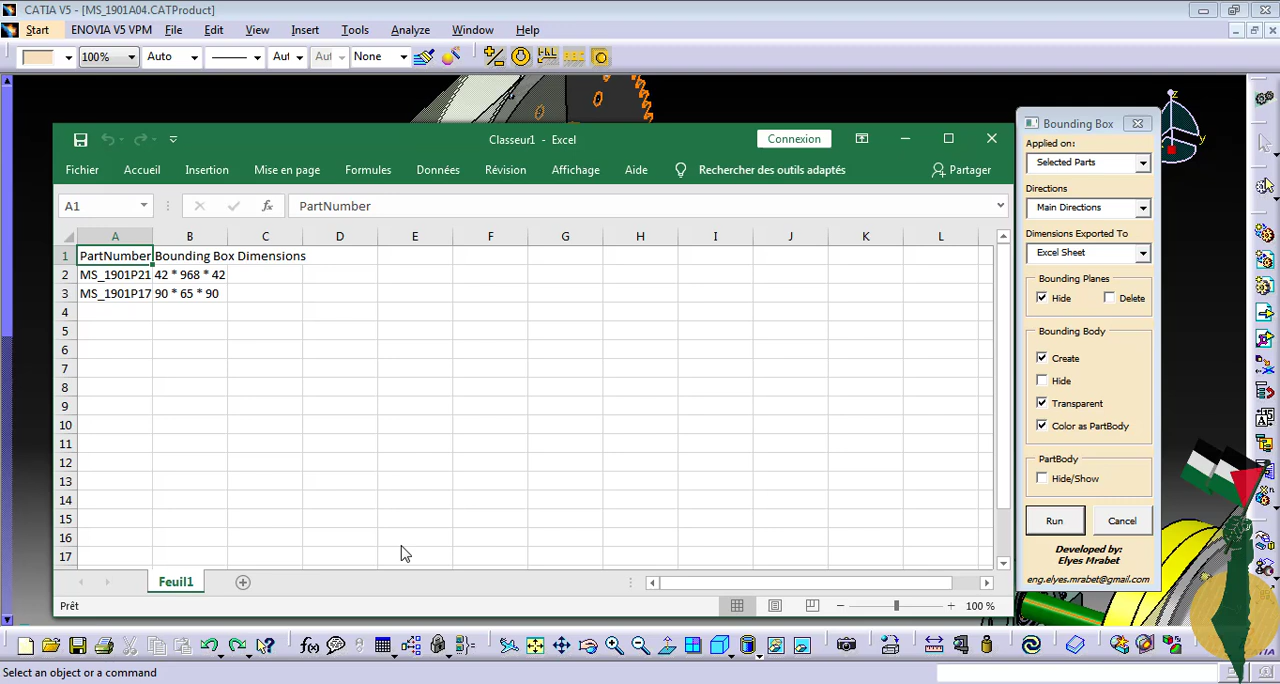 CATIA V5 - [MS_1901A04.CATProduct]
Start ENOVIA V5 VPM File Edit View Insert Tools Analyze Window Help
100% Auto Aut Aut None
z
y
Classeur1 - Excel
Connexion
Fichier Accueil Insertion Mise en page Formules Données Révision Affichage Aide Rechercher des outils adaptés Partager
A1 fx PartNumber
A B C D E F G H I J K L
1 PartNumber Bounding Box Dimensions
2 MS_1901P21 42 * 968 * 42
3 MS_1901P17 90 * 65 * 90
4
5
6
7
8
9
10
11
12
13
14
15
16
17
Feuil1
Prêt
100 %
Bounding Box
Applied on:
Selected Parts
Directions
Main Directions
Dimensions Exported To
Excel Sheet
Bounding Planes
Hide Delete
Bounding Body
Create
Hide
Transparent
Color as PartBody
PartBody
Hide/Show
Run Cancel
Developed by:
Elyes Mrabet
eng.elyes.mrabet@gmail.com
f(x)
CATIA
Select an object or a command